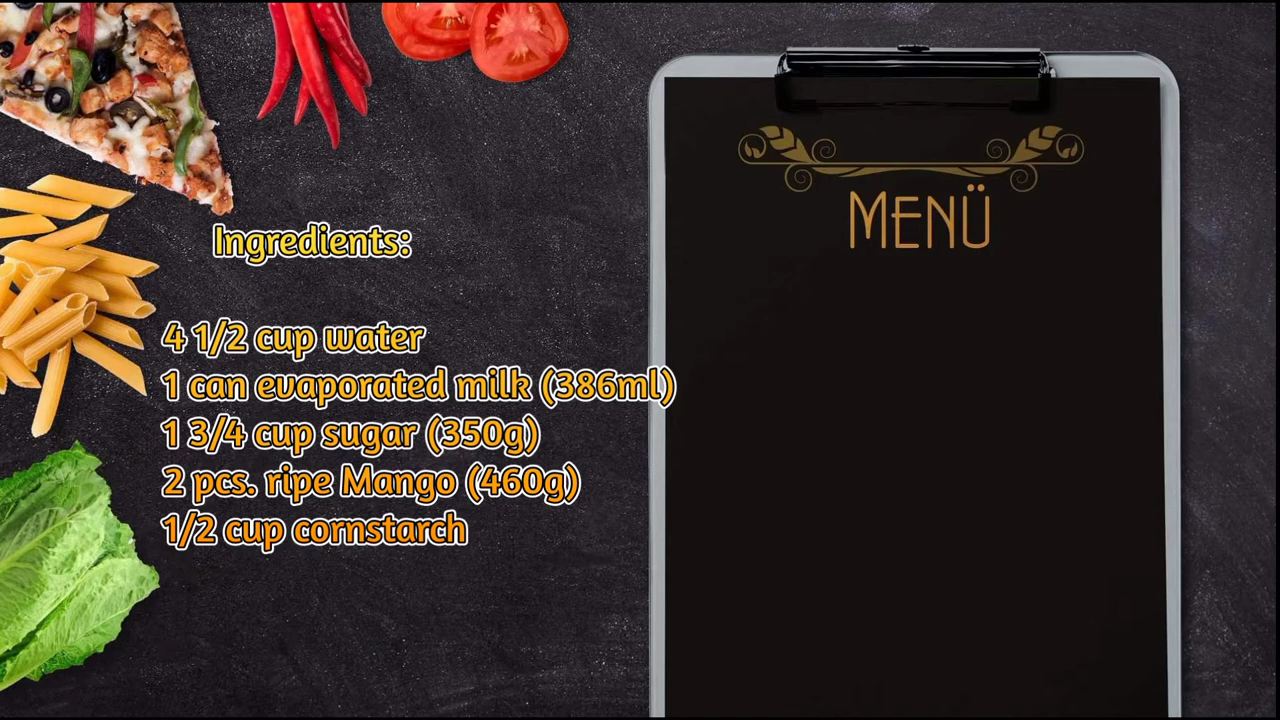 Ingredients:
4 1/2 cup water
1 can evaporated milk (386ml)
1 3/4 cup sugar (350g)
2 pcs. ripe Mango (460g)
1/2 cup cornstarch
MENÜ